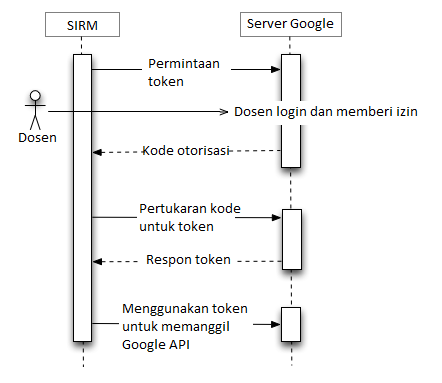 SIRM
Server Google
Permintaan
token
Dosen login dan memberi izin
Dosen
Kode otorisasi
Pertukaran kode
untuk token
Respon token
Menggunakan token
untuk memanggil
Google API